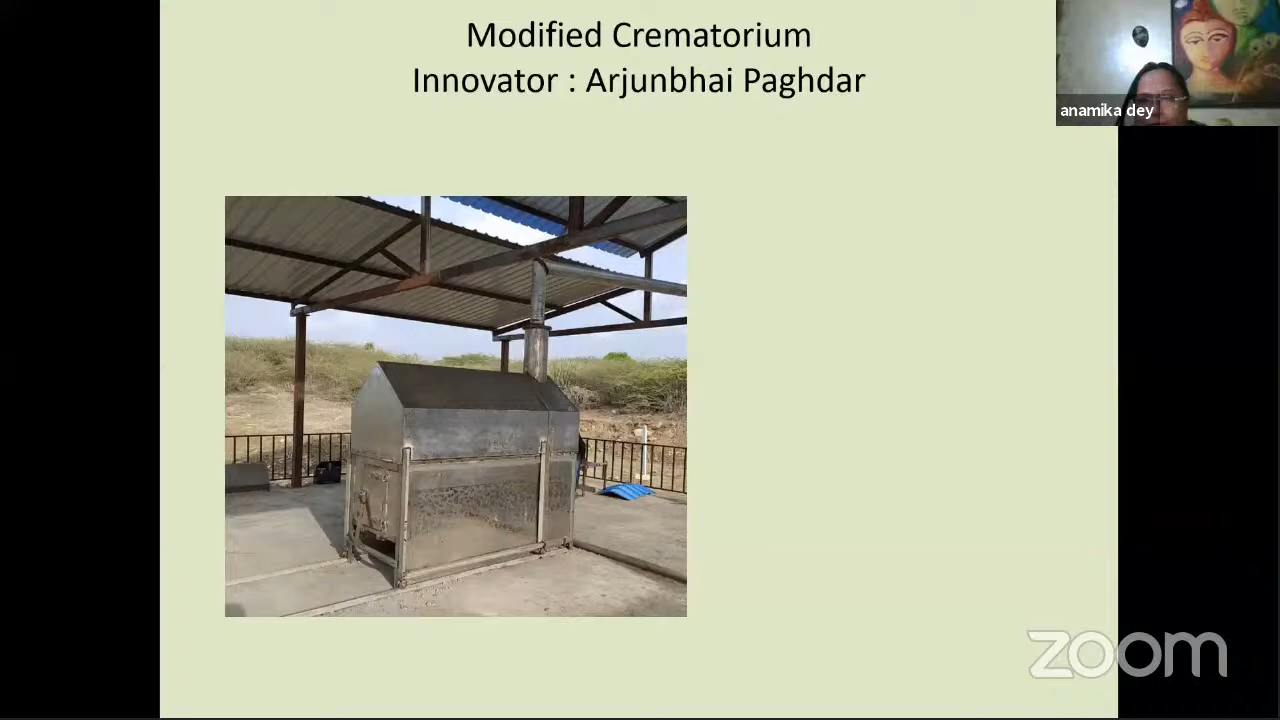 Modified Crematorium
Innovator : Arjunbhai Paghdar
anamika dey
zoom